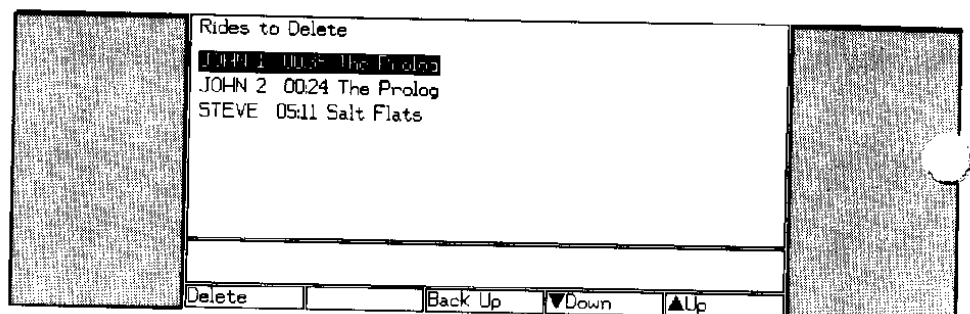 Rides to Delete
JOHN 1 The Prolog
JOHN 2 00:24 The Prolog
STEVE 05:11 Salt Flats
Delete Back Up ▼Down ▲Up